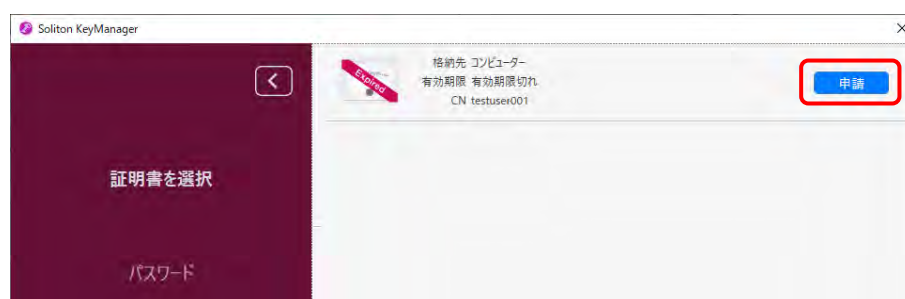 Soliton KeyManager
証明書を選択
パスワード
Expired
格納先 コンピューター
有効期限 有効期限切れ
CN testuser001
申請